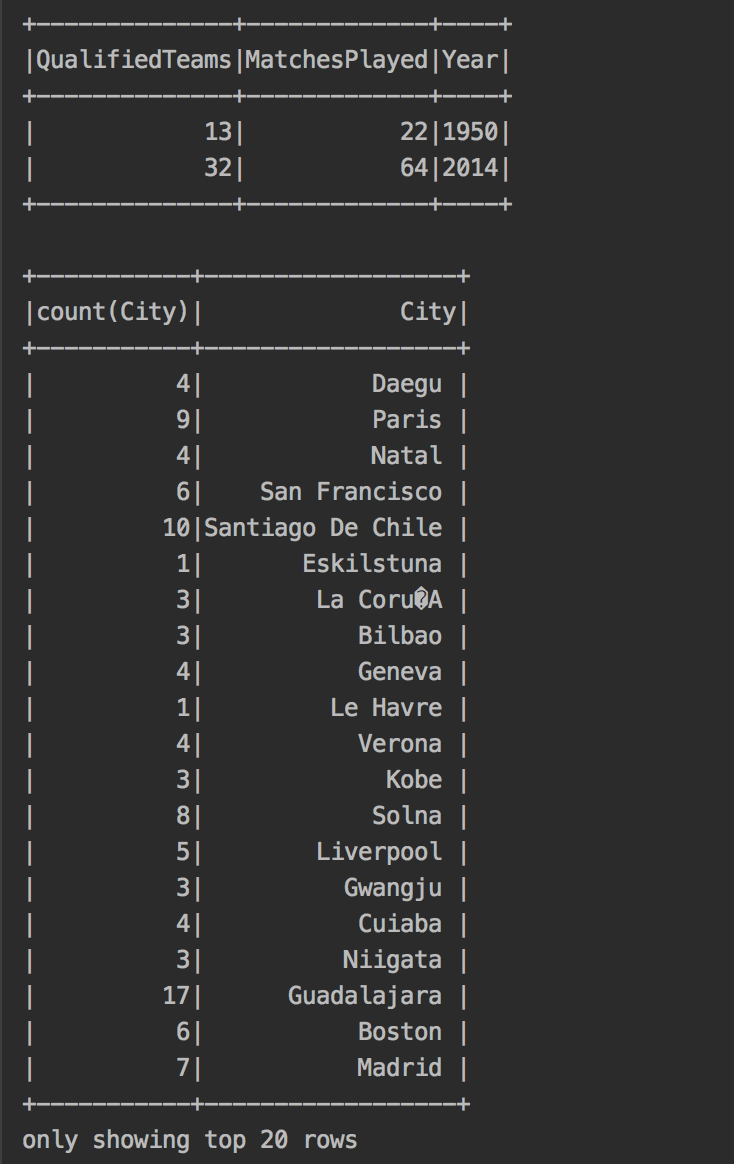 +--------------+-------------+----+
|QualifiedTeams|MatchesPlayed|Year|
+--------------+-------------+----+
|            13|           22|1950|
|            32|           64|2014|
+--------------+-------------+----+
+-----------+------------------+
|count(City)|              City|
+-----------+------------------+
|          4|            Daegu |
|          9|            Paris |
|          4|            Natal |
|          6|    San Francisco |
|         10|Santiago De Chile |
|          1|       Eskilstuna |
|          3|        La Coru�A |
|          3|           Bilbao |
|          4|           Geneva |
|          1|         Le Havre |
|          4|           Verona |
|          3|             Kobe |
|          8|            Solna |
|          5|        Liverpool |
|          3|          Gwangju |
|          4|           Cuiaba |
|          3|          Niigata |
|         17|      Guadalajara |
|          6|           Boston |
|          7|           Madrid |
+-----------+------------------+
only showing top 20 rows